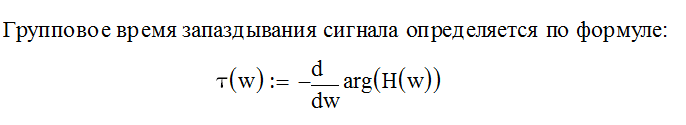 Групповое время запаздывания сигнала определяется по формуле:
τ(w) := -d/dw arg(H(w))